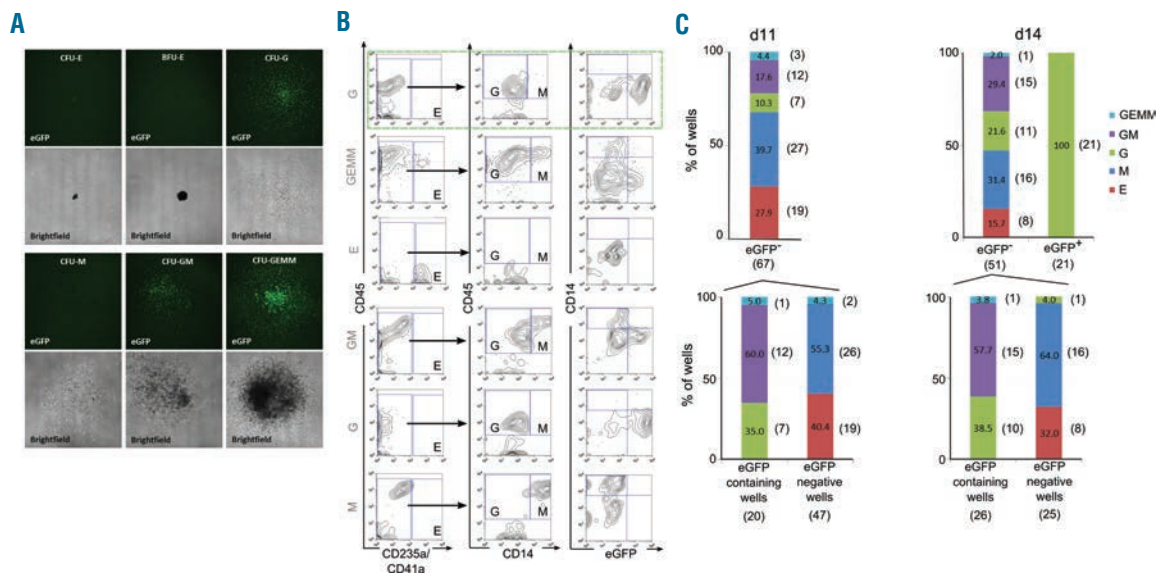 A
CFU-E BFU-E CFU-G
eGFP eGFP eGFP
Brightfield Brightfield Brightfield
CFU-M CFU-GM CFU-GEMM
eGFP eGFP eGFP
Brightfield Brightfield Brightfield
B
G
GEMM
E
GM
G
M
E G M
E G M
E G M
E G M
E G M
E G M
CD45 CD45 CD14
CD235a/
CD41a
CD14
eGFP
C
d11
% of wells
100
50
0
4.4 (3)
17.6 (12)
10.3 (7)
39.7 (27)
27.9 (19)
eGFP-
(67)
d14
100
50
0
2.0 (1)
29.4 (15)
21.6 (11)
31.4 (16)
15.7 (8)
100 (21)
eGFP- eGFP+
(51) (21)
GEMM
GM
G
M
E
% of wells
100
50
0
5.0 (1) 4.3 (2)
60.0 (12) 55.3 (26)
35.0 (7) 40.4 (19)
eGFP eGFP
containing negative
wells wells
(20) (47)
100
50
0
3.8 (1) 4.0 (1)
57.7 (15) 64.0 (16)
38.5 (10) 32.0 (8)
eGFP eGFP
containing negative
wells wells
(26) (25)